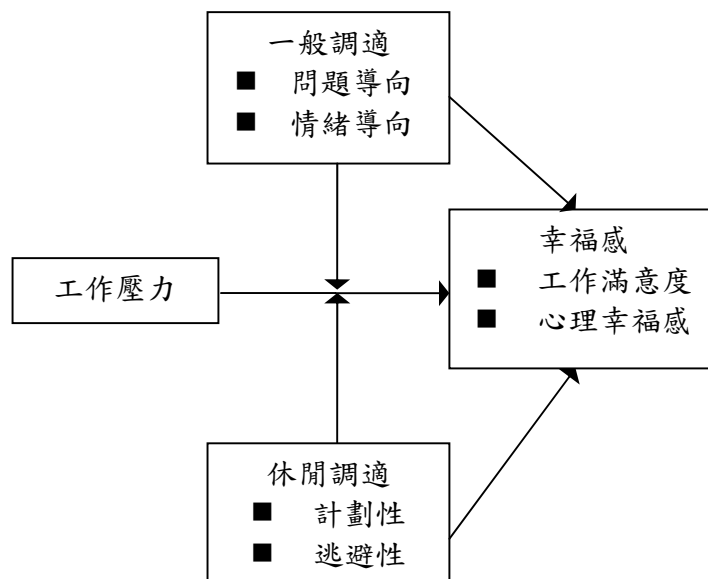 一般調適
■ 問題導向
■ 情緒導向
幸福感
■ 工作滿意度
■ 心理幸福感
工作壓力
休閒調適
■ 計劃性
■ 逃避性